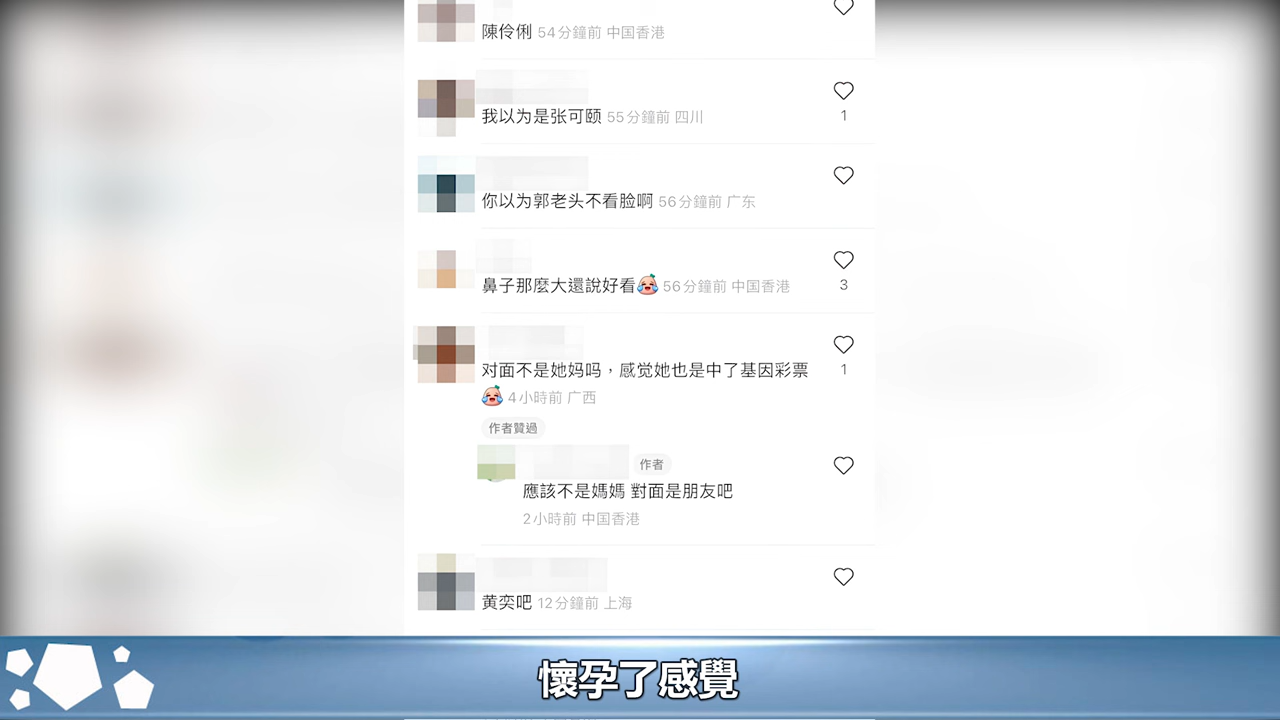 陳伶俐 54分鐘前 中国香港
我以为是张可颐 55分鐘前 四川
1
你以为郭老头不看脸啊 56分鐘前 广东
鼻子那麼大還說好看 56分鐘前 中国香港
3
对面不是她妈吗，感觉她也是中了基因彩票
1
4小時前 广西
作者贊過
作者
應該不是媽媽 對面是朋友吧
2小時前 中国香港
黄奕吧 12分鐘前 上海
懷孕了感覺